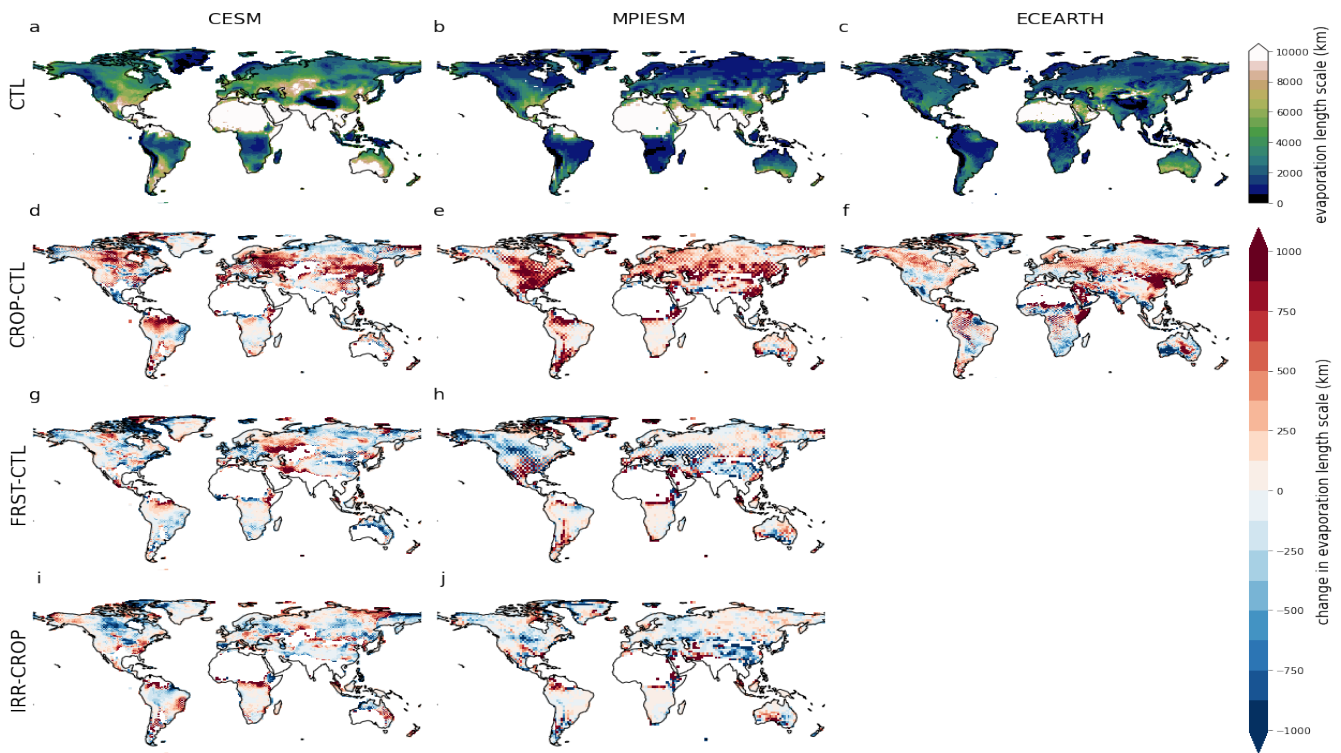 CESM
MPIESM
ECEARTH
a
b
c
CTL
10000
8000
6000
4000
2000
0
evaporation length scale (km)
d
e
f
CROP-CTL
g
h
FRST-CTL
i
j
IRR-CROP
1000
750
500
250
0
−250
−500
−750
−1000
change in evaporation length scale (km)